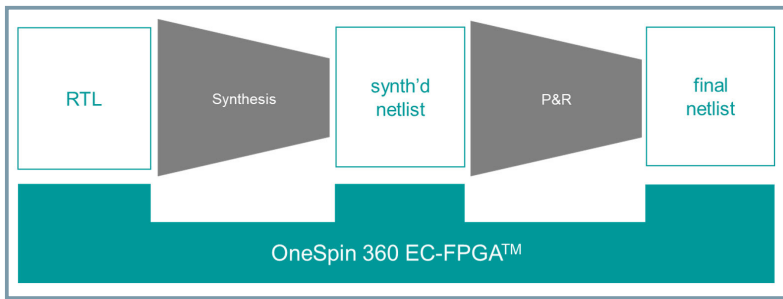 RTL
Synthesis
synth'd
netlist
P&R
final
netlist
OneSpin 360 EC-FPGA™